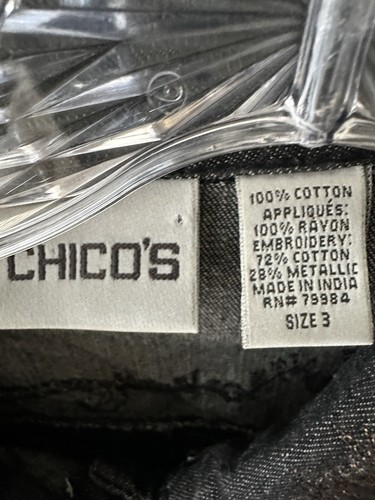 CHICO'S
100% COTTON
APPLIQUÉS:
100% RAYON
EMBROIDERY:
72% COTTON
28% METALLIC
MADE IN INDIA
RN# 79984
SIZE 3